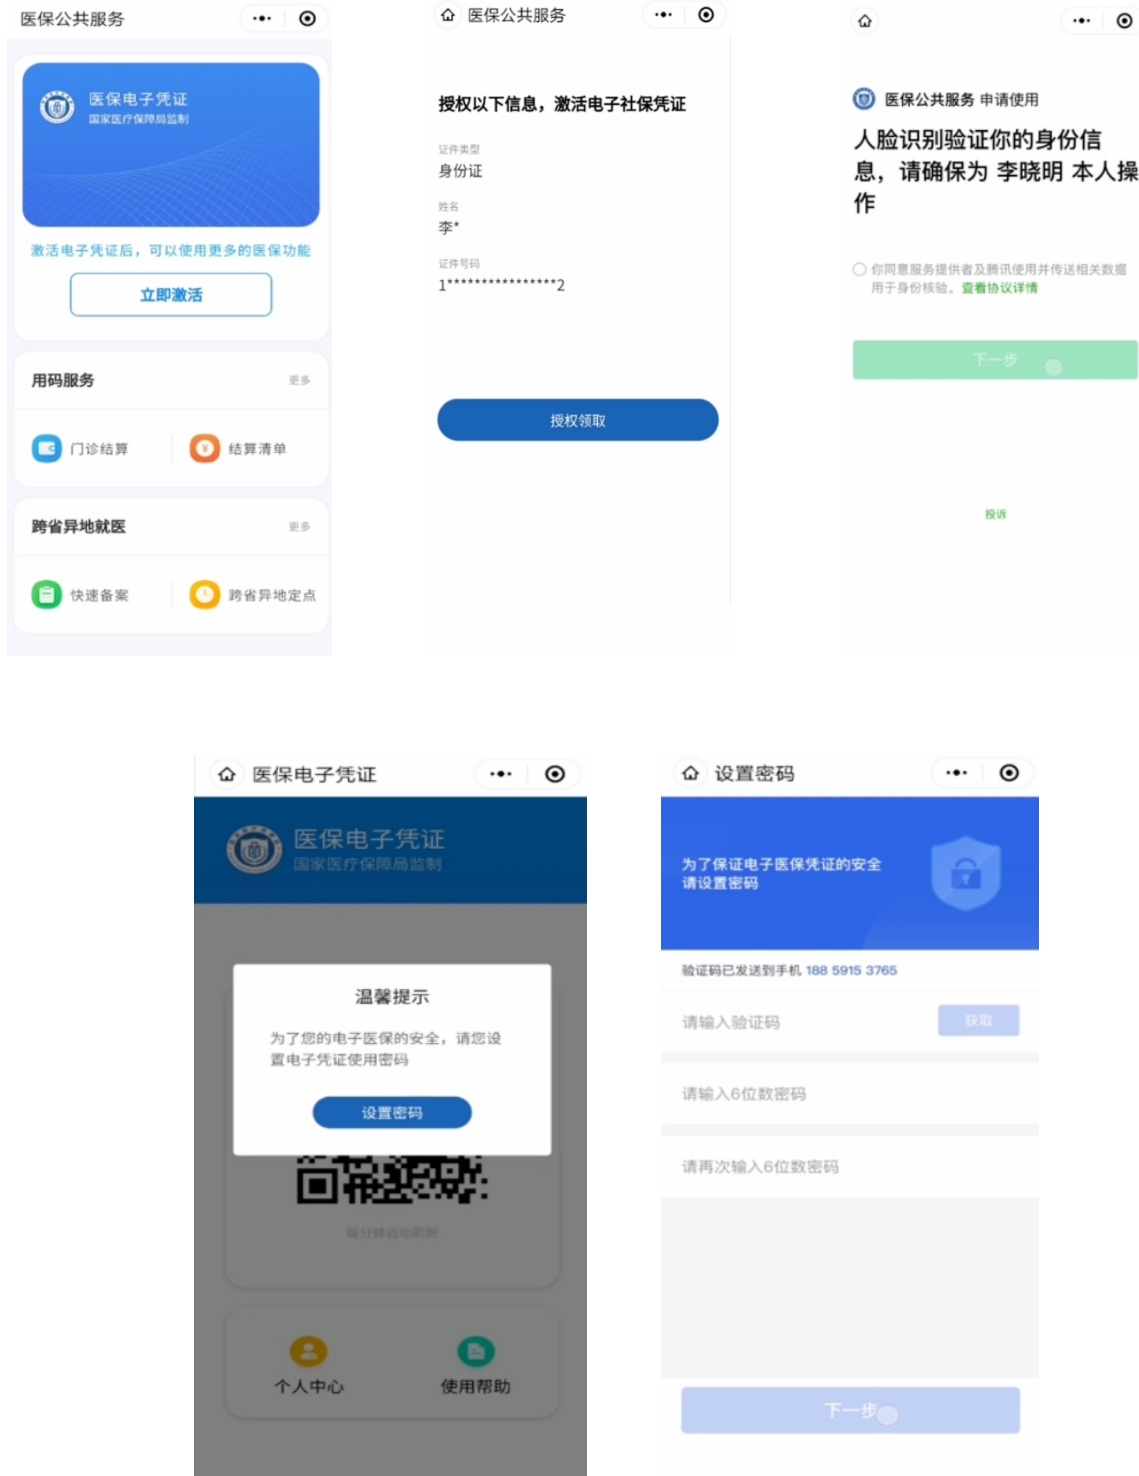 医保公共服务
医保电子凭证
国家医疗保障局监制
激活电子凭证后，可以使用更多的医保功能
立即激活
用码服务
更多
门诊结算
结算清单
跨省异地就医
更多
快速备案
跨省异地定点
医保公共服务
授权以下信息，激活电子社保凭证
证件类型
身份证
姓名
李*
证件号码
1****************2
授权领取
医保公共服务 申请使用
人脸识别验证你的身份信
息，请确保为 李晓明 本人操
作
你同意服务提供者及腾讯使用并传送相关数据
用于身份核验。查看协议详情
下一步
投诉
医保电子凭证
医保电子凭证
国家医疗保障局监制
温馨提示
为了您的电子医保的安全，请您设
置电子凭证使用密码
设置密码
每分钟自动刷新
个人中心
使用帮助
设置密码
为了保证电子医保凭证的安全
请设置密码
验证码已发送到手机 188 5915 3765
请输入验证码
获取
请输入6位数密码
请再次输入6位数密码
下一步